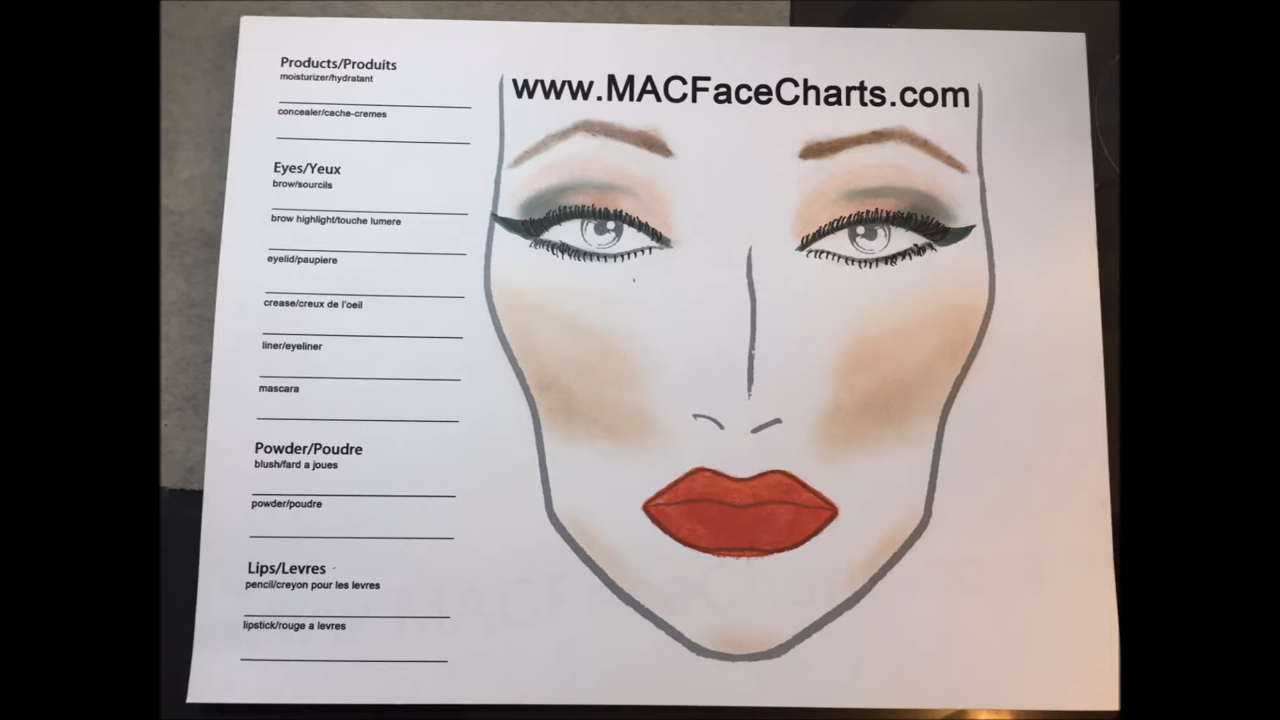 Products/Produits
moisturizer/hydratant
concealer/cache-cremes
Eyes/Yeux
brow/sourcils
brow highlight/touche lumere
eyelid/paupiere
crease/creux de l'oeil
liner/eyeliner
mascara
Powder/Poudre
blush/fard a joues
powder/poudre
Lips/Levres
pencil/creyon pour les levres
lipstick/rouge a levres
www.MACFaceCharts.com